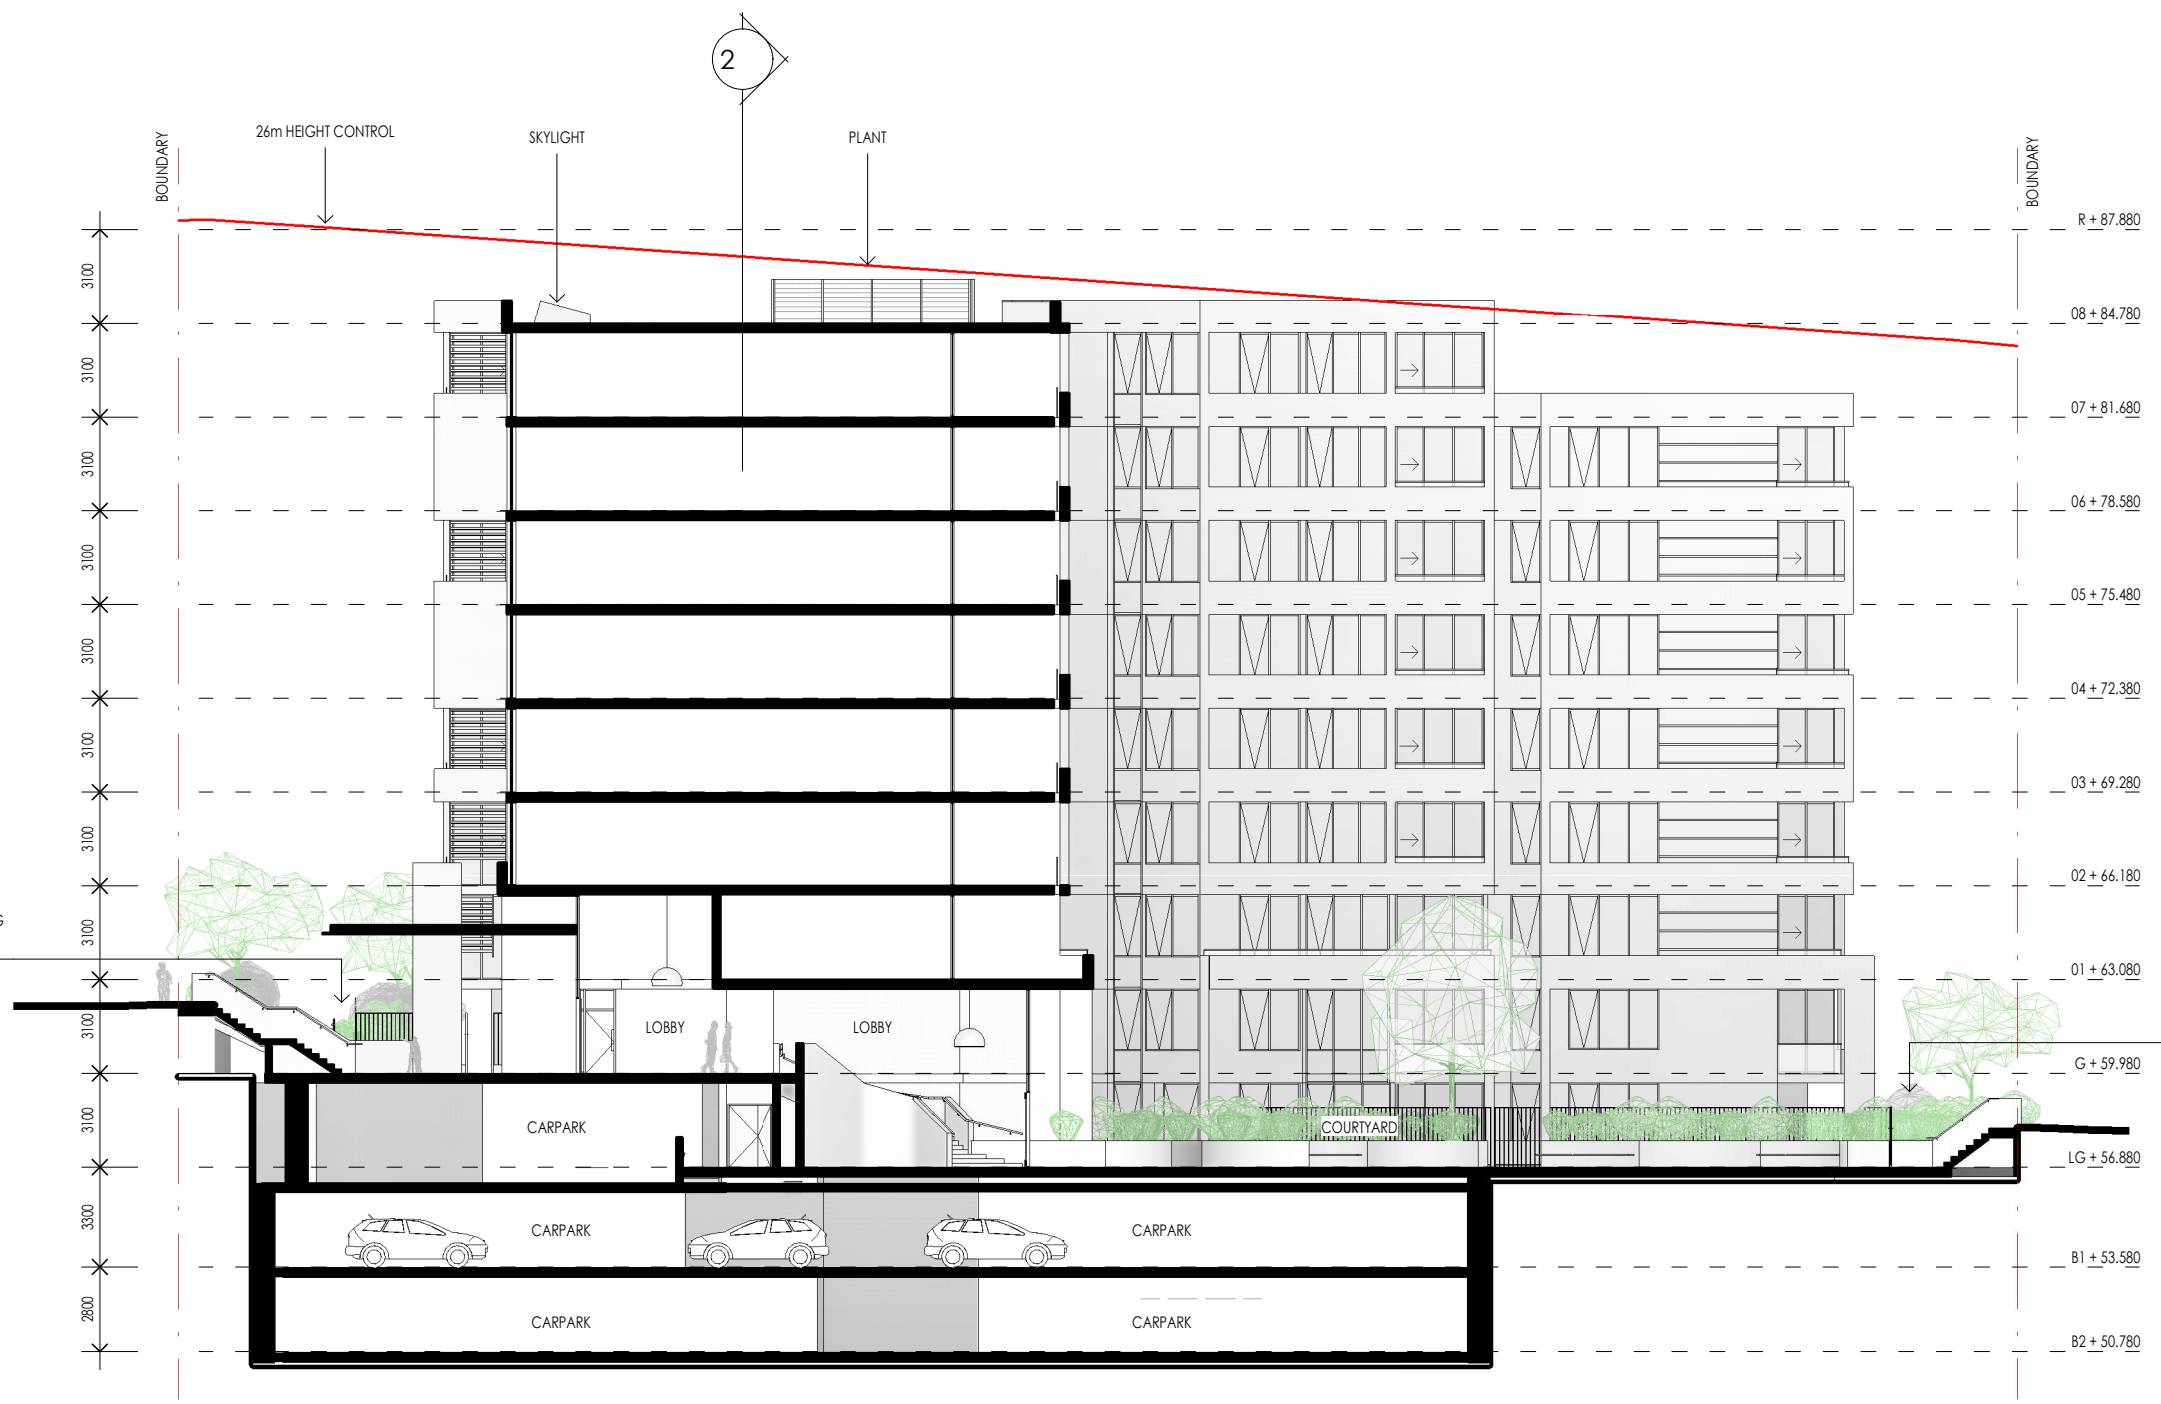 2
26m HEIGHT CONTROL
SKYLIGHT
PLANT
BOUNDARY
BOUNDARY
R + 87.880
3100
08 + 84.780
3100
07 + 81.680
3100
06 + 78.580
3100
05 + 75.480
3100
04 + 72.380
3100
03 + 69.280
3100
02 + 66.180
G
3100
01 + 63.080
3100
LOBBY
LOBBY
G + 59.980
3100
CARPARK
COURTYARD
LG + 56.880
3300
CARPARK
CARPARK
B1 + 53.580
2800
CARPARK
CARPARK
B2 + 50.780